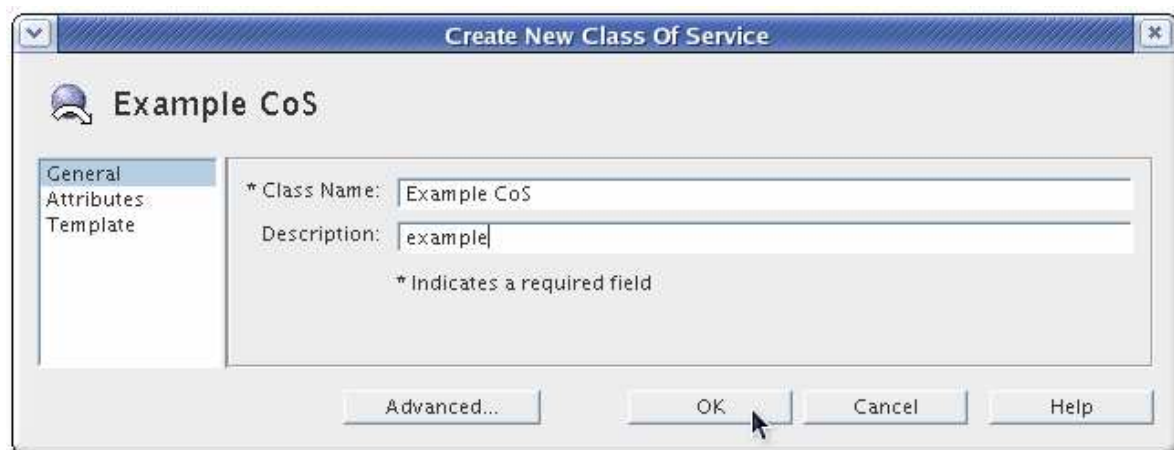 Create New Class Of Service
Example CoS
General
Attributes
Template
* Class Name: Example CoS
Description: example
* Indicates a required field
Advanced... OK Cancel Help